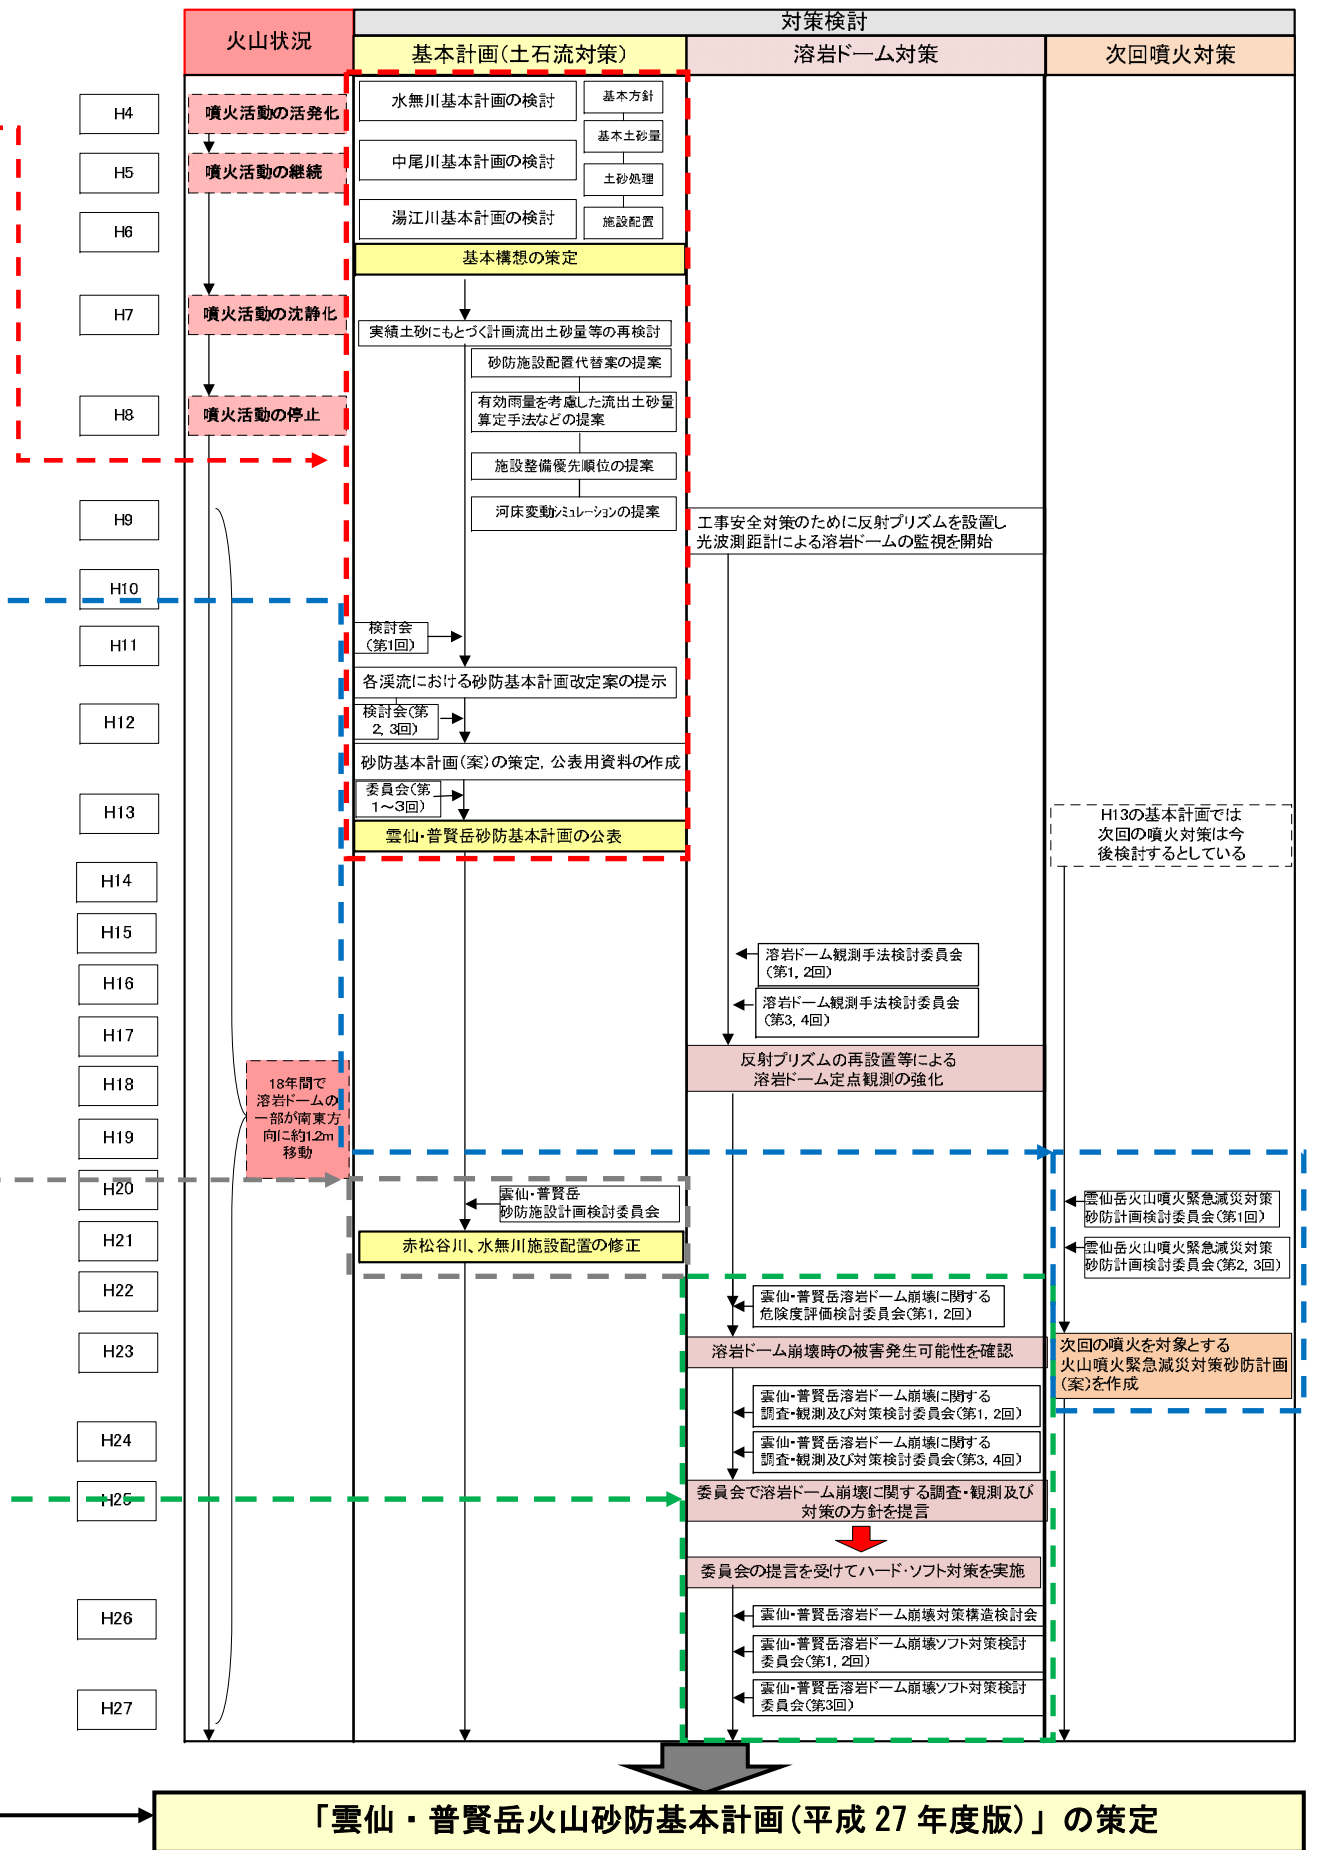 火山状況
対策検討
基本計画(土石流対策)
溶岩ドーム対策
次回噴火対策
H4
噴火活動の活発化
H5
噴火活動の継続
H6
H7
噴火活動の沈静化
H8
噴火活動の停止
H9
H10
H11
H12
H13
H14
H15
H16
H17
H18
H19
H20
H21
H22
H23
H24
H25
H26
H27
18年間で
溶岩ドームの
一部が南東方
向に約1.2m
移動
水無川基本計画の検討
中尾川基本計画の検討
湯江川基本計画の検討
基本方針
基本土砂量
土砂処理
施設配置
基本構想の策定
実績土砂にもとづく計画流出土砂量等の再検討
砂防施設配置代替案の提案
有効雨量を考慮した流出土砂量
算定手法などの提案
施設整備優先順位の提案
河床変動シミュレーションの提案
検討会
(第1回)
各渓流における砂防基本計画改定案の提示
検討会(第
2, 3回)
砂防基本計画(案)の策定, 公表用資料の作成
委員会(第
1～3回)
雲仙・普賢岳砂防基本計画の公表
雲仙・普賢岳
砂防施設計画検討委員会
赤松谷川、水無川施設配置の修正
工事安全対策のために反射プリズムを設置し
光波測距計による溶岩ドームの監視を開始
溶岩ドーム観測手法検討委員会
(第1, 2回)
溶岩ドーム観測手法検討委員会
(第3, 4回)
反射プリズムの再設置等による
溶岩ドーム定点観測の強化
雲仙・普賢岳溶岩ドーム崩壊に関する
危険度評価検討委員会(第1, 2回)
溶岩ドーム崩壊時の被害発生可能性を確認
雲仙・普賢岳溶岩ドーム崩壊に関する
調査・観測及び対策検討委員会(第1, 2回)
雲仙・普賢岳溶岩ドーム崩壊に関する
調査・観測及び対策検討委員会(第3, 4回)
委員会で溶岩ドーム崩壊に関する調査・観測及び
対策の方針を提言
委員会の提言を受けてハード・ソフト対策を実施
雲仙・普賢岳溶岩ドーム崩壊対策構造検討会
雲仙・普賢岳溶岩ドーム崩壊ソフト対策検討
委員会(第1, 2回)
雲仙・普賢岳溶岩ドーム崩壊ソフト対策検討
委員会(第3回)
H13の基本計画では
次回の噴火対策は今
後検討するとしている
雲仙岳火山噴火緊急減災対策
砂防計画検討委員会(第1回)
雲仙岳火山噴火緊急減災対策
砂防計画検討委員会(第2, 3回)
次回の噴火を対象とする
火山噴火緊急減災対策砂防計画
(案)を作成
「雲仙・普賢岳火山砂防基本計画(平成 27 年度版)」の策定